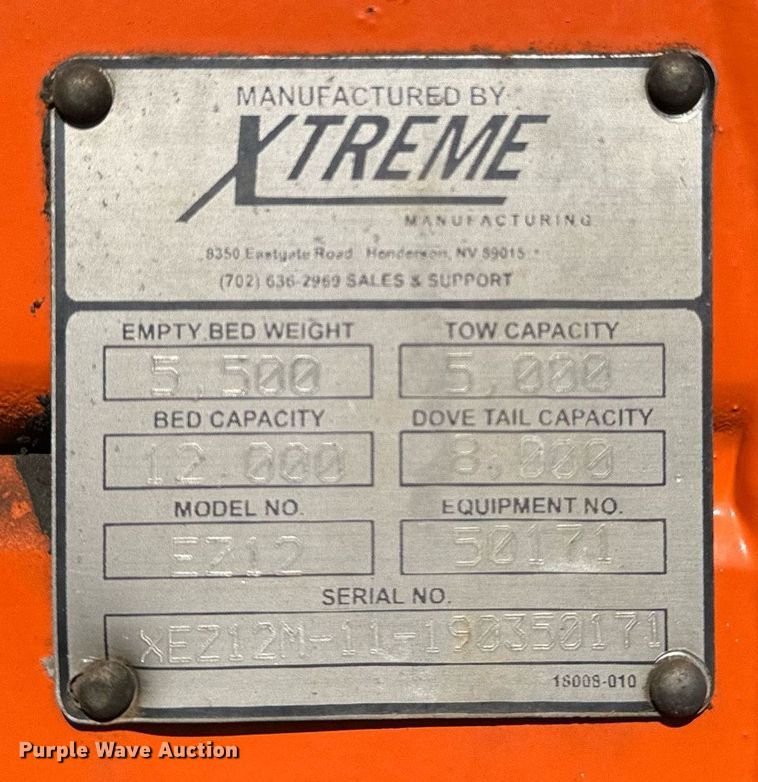 MANUFACTURED BY
XTREME
MANUFACTURING
8350 Eastgate Road Henderson, NV 89015
(702) 636-2969 SALES & SUPPORT
EMPTY BED WEIGHT TOW CAPACITY
5,500 5,000
BED CAPACITY DOVE TAIL CAPACITY
12,000 8,000
MODEL NO. EQUIPMENT NO.
EZ12 50171
SERIAL NO.
XEZ12M-11-190350171
16008-010
Purple Wave Auction